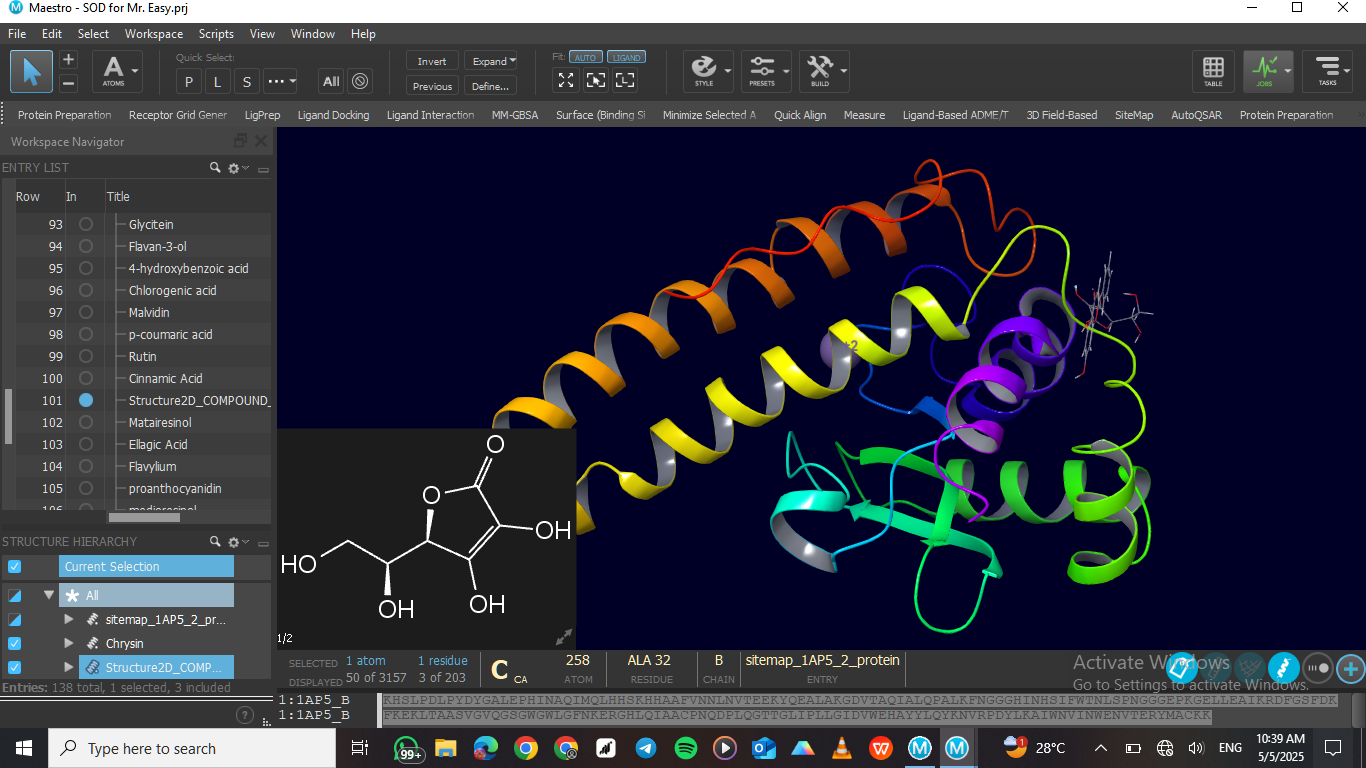 Maestro - SOD for Mr. Easy.prj
File Edit Select Workspace Scripts View Window Help
Quick Select:
Invert Expand
Fit: AUTO LIGAND
A
ATOMS
P L S ... All
Previous Define...
STYLE PRESETS BUILD
TABLE JOBS TASKS
Protein Preparation Receptor Grid Gener LigPrep Ligand Docking Ligand Interaction MM-GBSA Surface (Binding Si Minimize Selected A Quick Align Measure Ligand-Based ADME/T 3D Field-Based SiteMap AutoQSAR Protein Preparation
Workspace Navigator
ENTRY LIST
Row In Title
93 Glycitein
94 Flavan-3-ol
95 4-hydroxybenzoic acid
96 Chlorogenic acid
97 Malvidin
98 p-coumaric acid
99 Rutin
100 Cinnamic Acid
101 Structure2D_COMPOUND_
102 Matairesinol
103 Ellagic Acid
104 Flavylium
105 proanthocyanidin
106 medioresinol
+2
O
O
OH
HO
OH
OH
1/2
STRUCTURE HIERARCHY
Current Selection
All
sitemap_1AP5_2_pr...
Chrysin
Structure2D_COMP...
Entries: 138 total, 1 selected, 3 included
SELECTED 1 atom 1 residue
DISPLAYED 50 of 3157 3 of 203
C CA
258 ATOM
ALA 32 RESIDUE
B CHAIN
sitemap_1AP5_2_protein
ENTRY
Activate Windows
Go to Settings to activate Windows.
1:1AP5_B KHSLPDLPYDYGALEPHINAQIMQLHHSKHHAAFVNNLNVTEEKYQEALAKGDVTAQIALQPALKFNGGGHINHSIFWTNLSPNGGGEPKGELLEAIKRDFGSFDK
1:1AP5_B FKEKLTAASVGVQGSGWGWLGFNKERGHLQIAACPNQDPLQGTTGLIPLLGIDVWEHAYYLQYKNVRPDYLKAIWNVINWENVTERYMACKK
Type here to search
99+
1
28°C
ENG
10:39 AM
5/5/2025